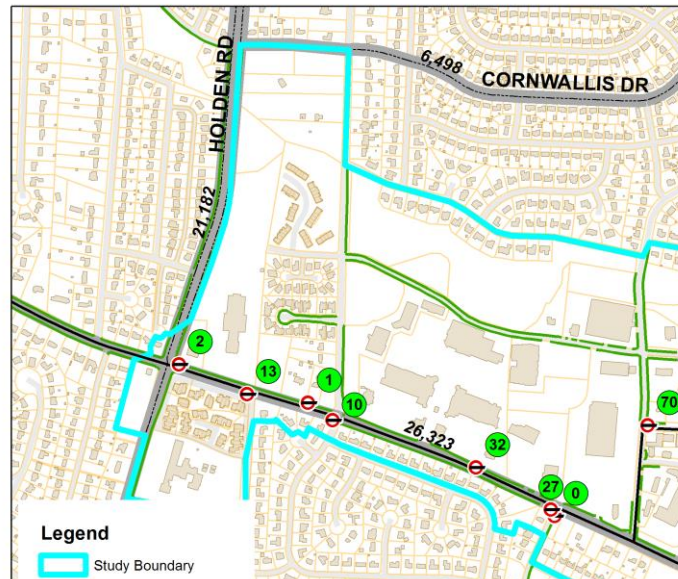 HOLDEN RD
6,498
CORNWALLIS DR
21,182
2
13
1
10
26,323
32
27
0
70
Legend
Study Boundary